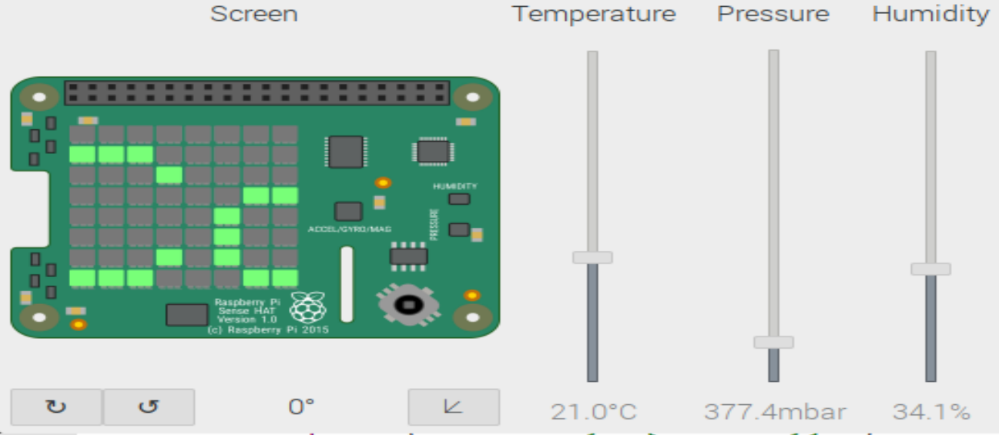 Screen Temperature Pressure Humidity
HUMIDITY
PRESSURE
ACCEL/GYRO/MAG
Raspberry Pi
Sense HAT
Version 1.0
(c) Raspberry Pi 2015
0°
21.0°C 377.4mbar 34.1%